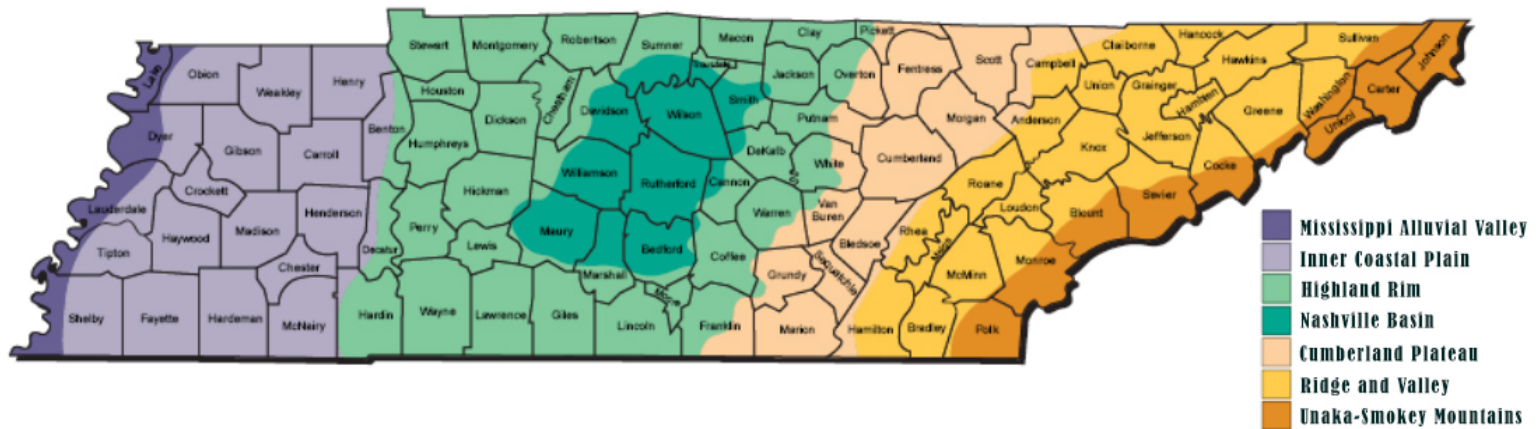 Lake
Obion
Weakley
Henry
Stewart
Montgomery
Robertson
Sumner
Macon
Clay
Pickett
Scott
Campbell
Claiborne
Hancock
Hawkins
Sullivan
Johnson
Carter
Washington
Unicoi
Greene
Hamblen
Grainger
Union
Fentress
Overton
Jackson
Smith
Wilson
Davidson
Cheatham
Dickson
Houston
Humphreys
Benton
Carroll
Gibson
Dyer
Crockett
Lauderdale
Tipton
Haywood
Madison
Henderson
Decatur
Perry
Hickman
Williamson
Rutherford
Cannon
DeKalb
Putnam
White
Cumberland
Morgan
Anderson
Knox
Jefferson
Cocke
Sevier
Blount
Loudon
Roane
Rhea
Meigs
McMinn
Monroe
Bledsoe
Van
Buren
Warren
Coffee
Bedford
Maury
Lewis
Chester
Shelby
Fayette
Hardeman
McNairy
Hardin
Wayne
Lawrence
Giles
Marshall
Lincoln
Moore
Franklin
Grundy
Sequatchie
Marion
Hamilton
Bradley
Polk
Mississippi Alluvial Valley
Inner Coastal Plain
Highland Rim
Nashville Basin
Cumberland Plateau
Ridge and Valley
Unaka-Smokey Mountains